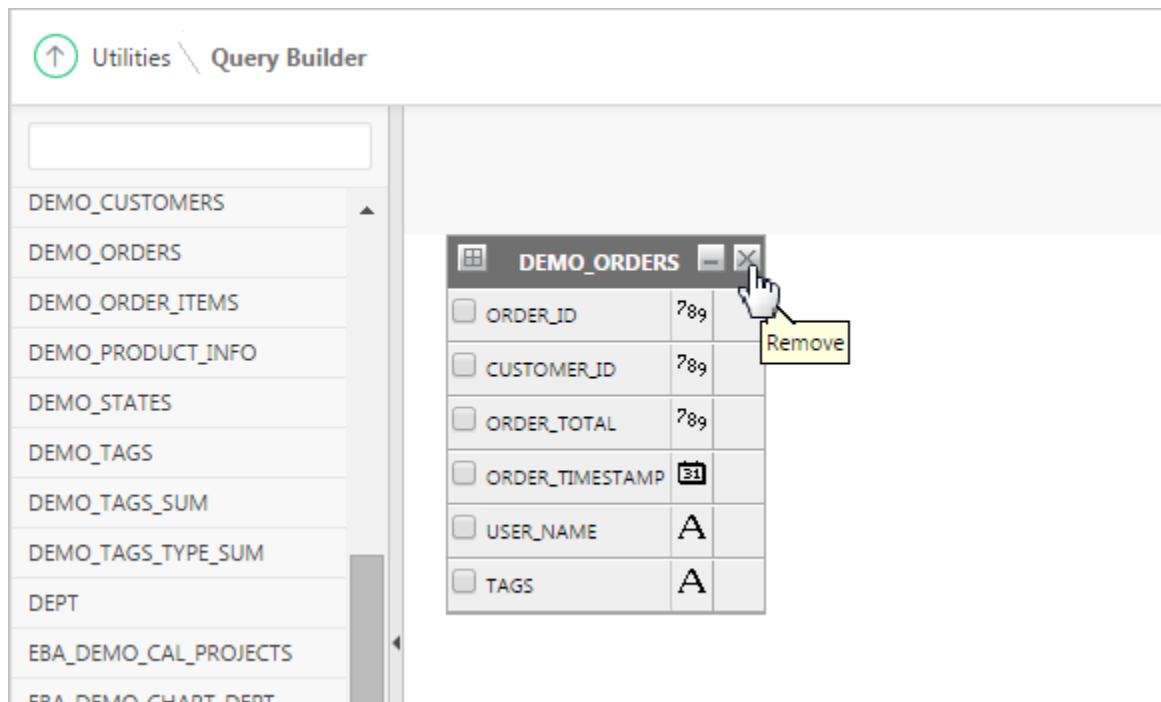 Utilities \ Query Builder
DEMO_CUSTOMERS
DEMO_ORDERS
DEMO_ORDER_ITEMS
DEMO_PRODUCT_INFO
DEMO_STATES
DEMO_TAGS
DEMO_TAGS_SUM
DEMO_TAGS_TYPE_SUM
DEPT
EBA_DEMO_CAL_PROJECTS
EBA_DEMO_CHART_DEPT
DEMO_ORDERS
ORDER_ID 789
CUSTOMER_ID 789
ORDER_TOTAL 789
ORDER_TIMESTAMP 31
USER_NAME A
TAGS A
Remove